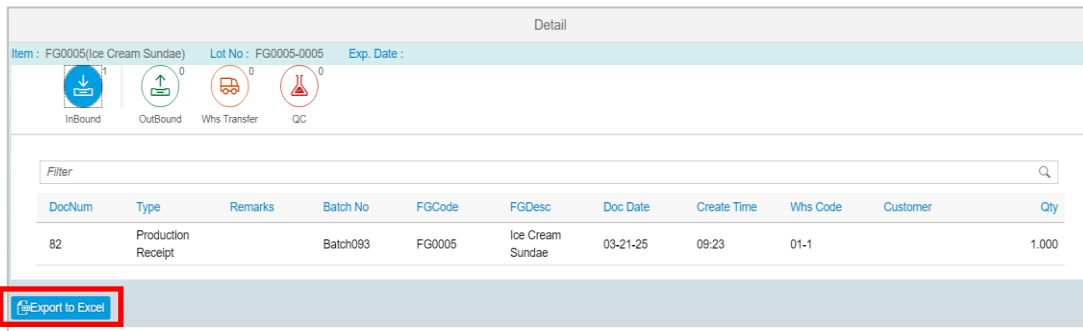 Detail
Item : FG0005(Ice Cream Sundae) Lot No : FG0005-0005 Exp. Date :
1 0 0 0
InBound OutBound Whs Transfer QC
Filter
DocNum Type Remarks Batch No FGCode FGDesc Doc Date Create Time Whs Code Customer Qty
82 Production Receipt Batch093 FG0005 Ice Cream Sundae 03-21-25 09:23 01-1 1.000
Export to Excel